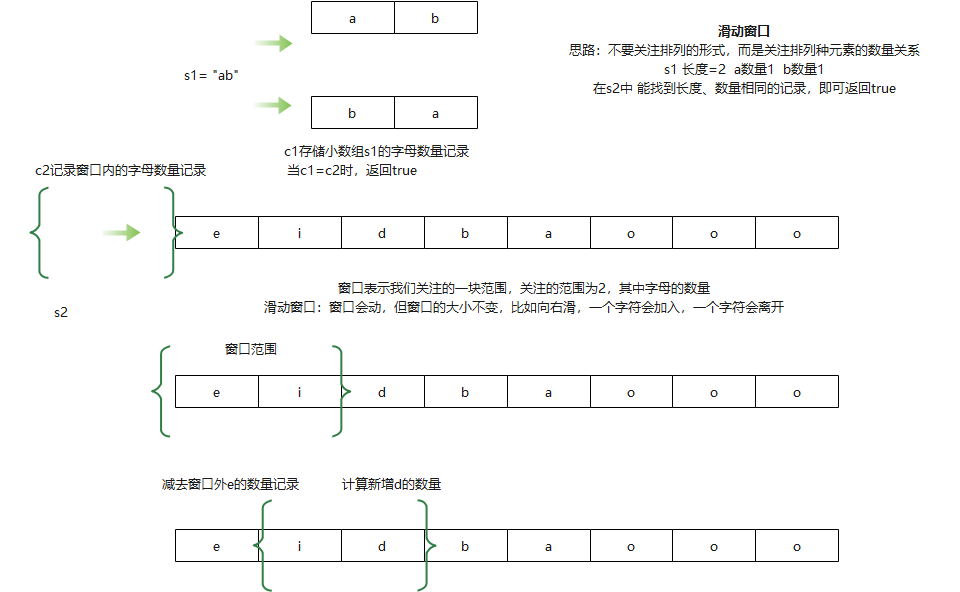 a b
滑动窗口
思路：不要关注排列的形式，而是关注排列种元素的数量关系
s1 长度=2 a数量1 b数量1
在s2中 能找到长度、数量相同的记录，即可返回true
s1= "ab"
b a
c1存储小数组s1的字母数量记录
当c1=c2时，返回true
c2记录窗口内的字母数量记录
e i d b a o o o
窗口表示我们关注的一块范围，关注的范围为2，其中字母的数量
滑动窗口：窗口会动，但窗口的大小不变，比如向右滑，一个字符会加入，一个字符会离开
s2
窗口范围
e i d b a o o o
减去窗口外e的数量记录 计算新增d的数量
e i d b a o o o